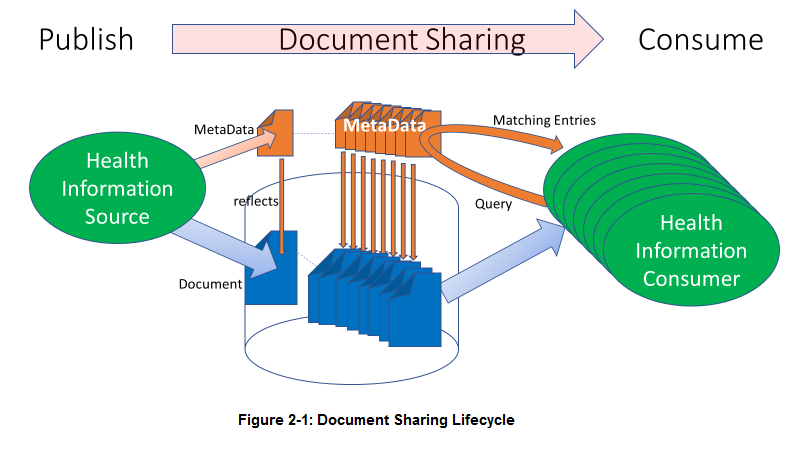 Publish
Document Sharing
Consume
MetaData
MetaData
Matching Entries
Health
Information
Source
reflects
Query
Health
Information
Consumer
Document
Figure 2-1: Document Sharing Lifecycle